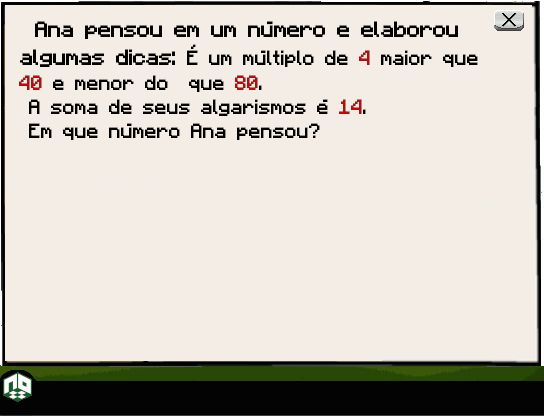 Ana pensou em um número e elaborou
algumas dicas: É um múltiplo de 4 maior que
40 e menor do que 80.
A soma de seus algarismos é 14.
Em que número Ana pensou?